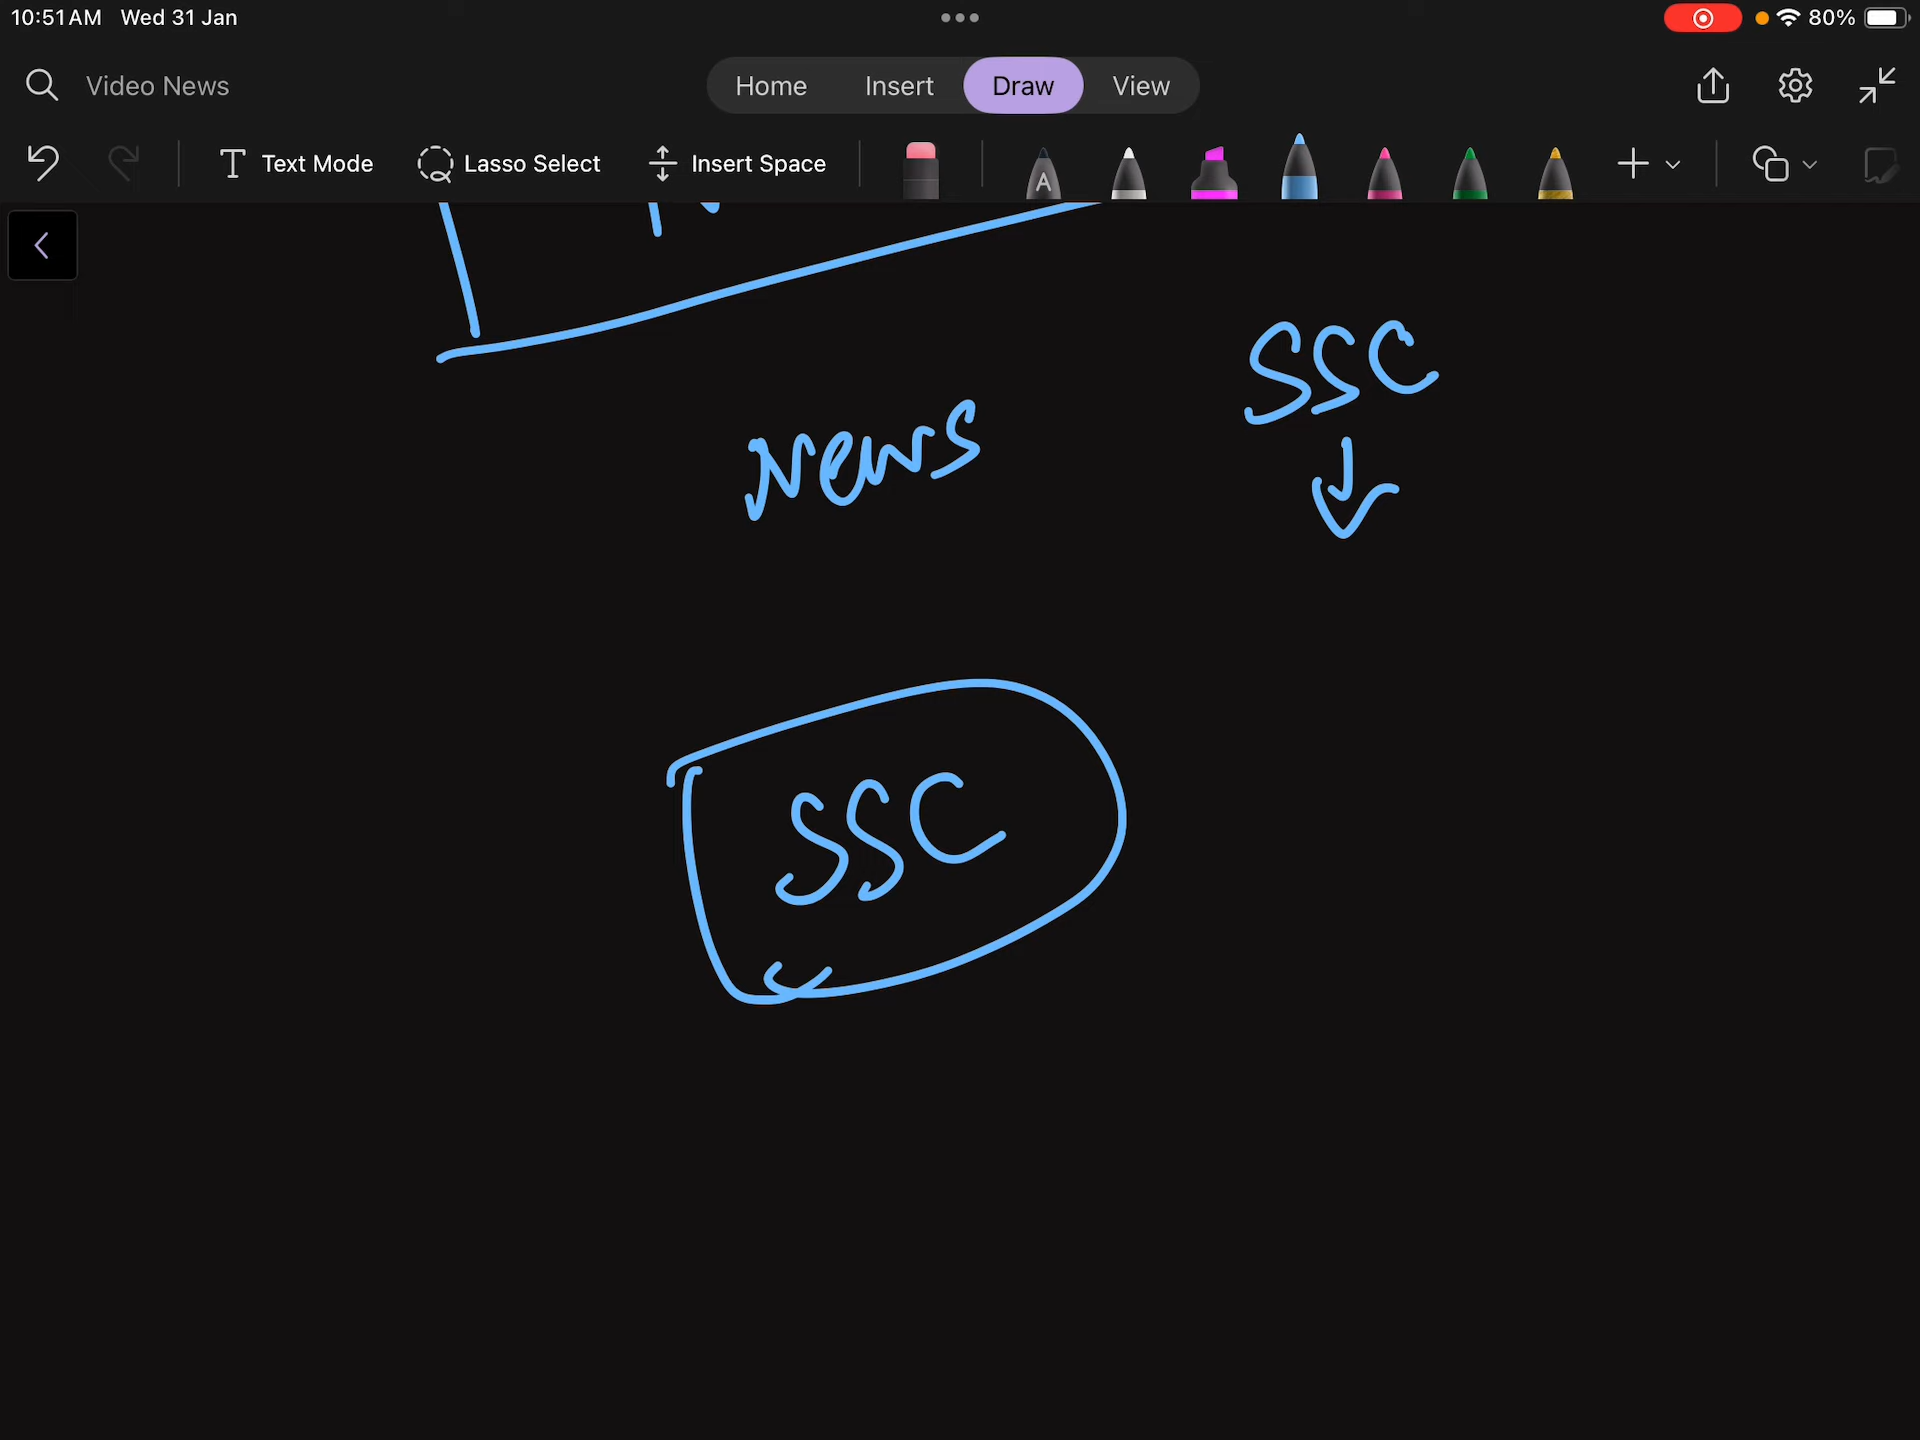 10:51 AM Wed 31 Jan
80%
Video News
Home Insert Draw View
Text Mode Lasso Select Insert Space
A
SSC
News
SSC